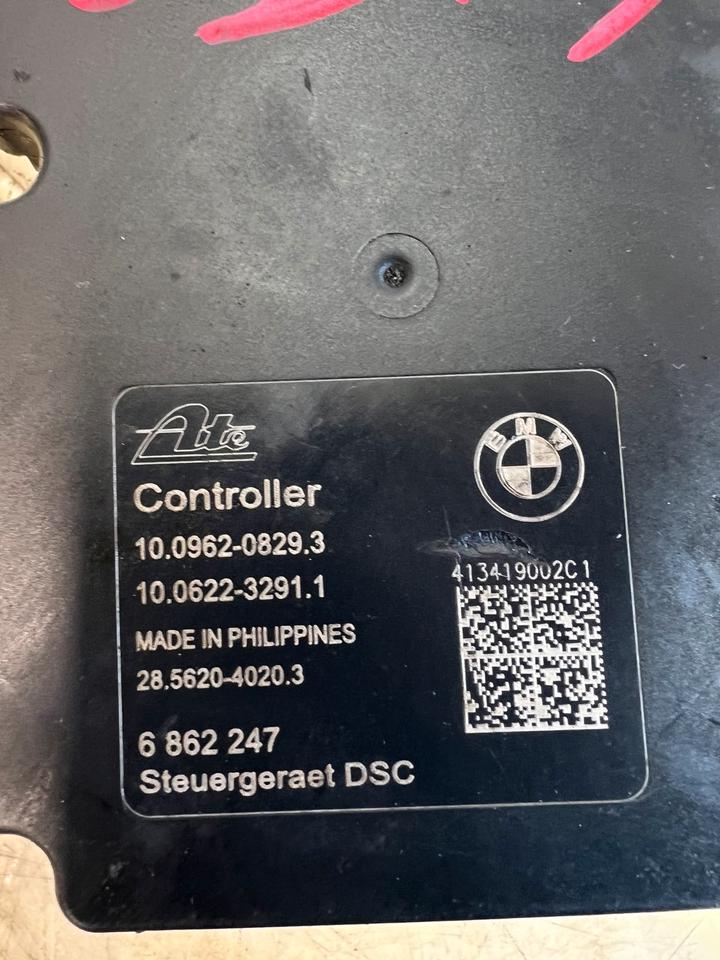 Ate
BMW
Controller
10.0962-0829.3
10.0622-3291.1
413419002C1
MADE IN PHILIPPINES
28.5620-4020.3
6 862 247
Steuergeraet DSC